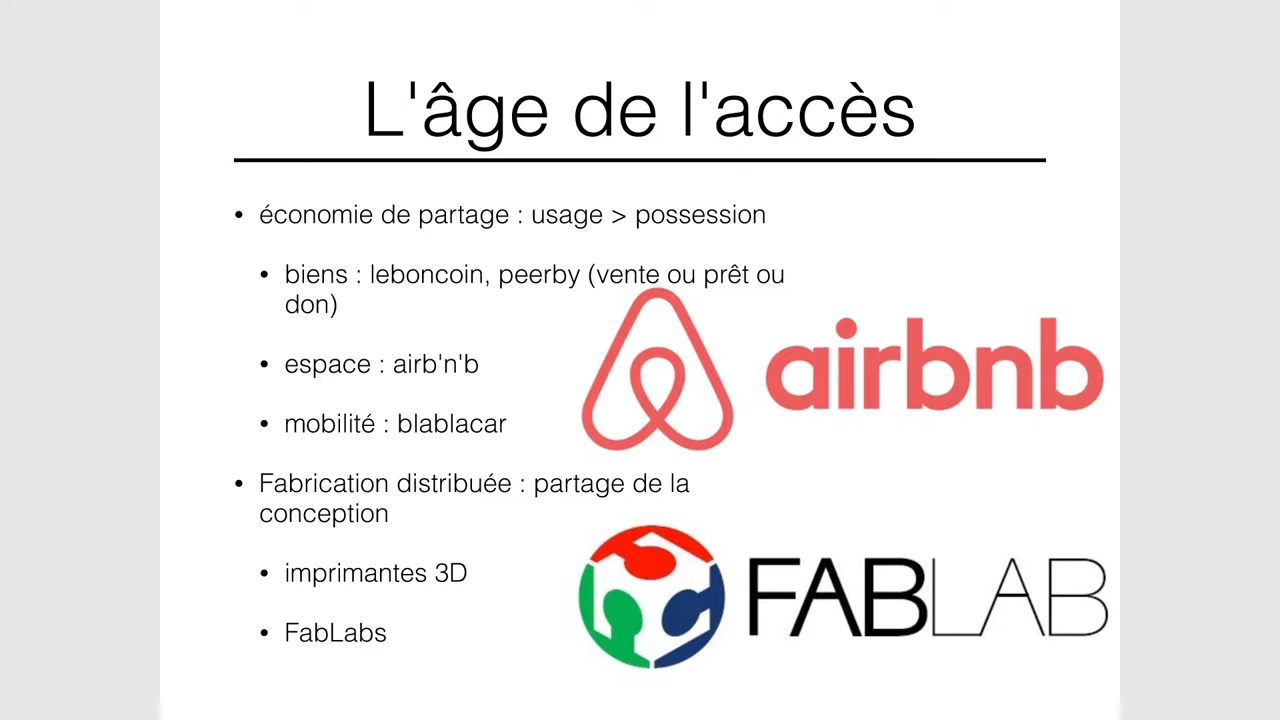 L'âge de l'accès
• économie de partage : usage > possession
• biens : leboncoin, peerby (vente ou prêt ou
don)
• espace : airb'n'b
• mobilité : blablacar
airbnb
• Fabrication distribuée : partage de la
conception
• imprimantes 3D
• FabLabs
FABLAB